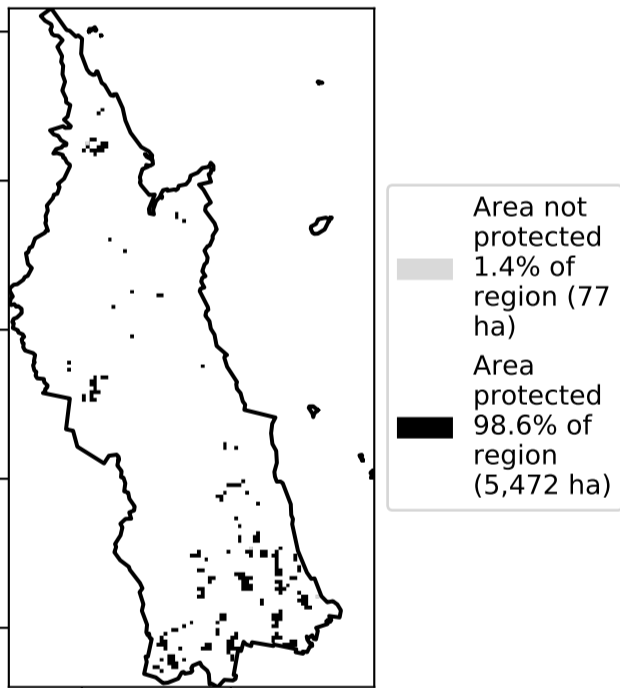 Area not
protected
1.4% of
region (77
ha)
Area
protected
98.6% of
region
(5,472 ha)